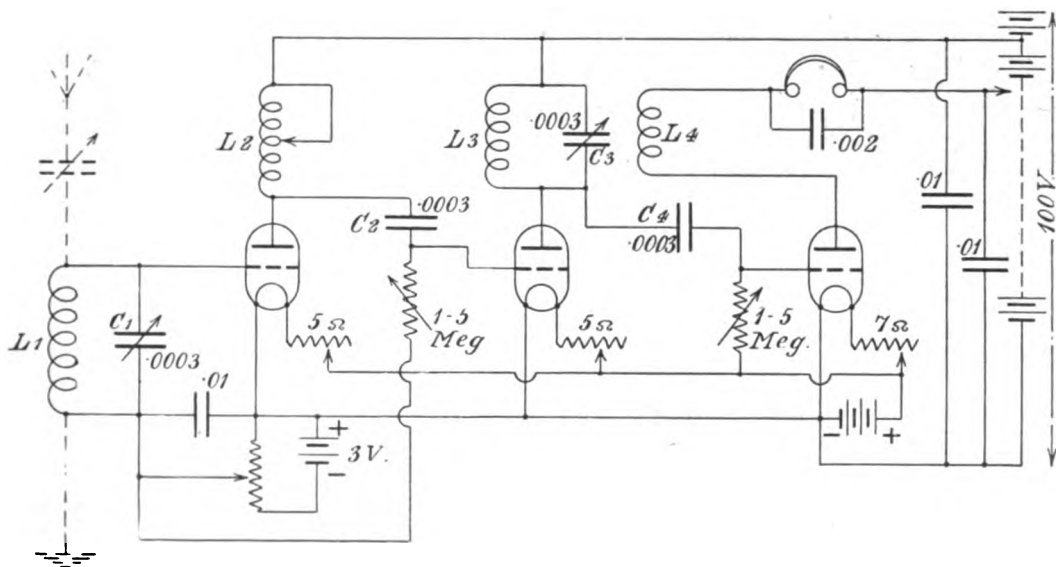 L2
·0003
L3
C3
L4
·002
·0003
C2
C4
·0003
·01
·01
100V
L1
C1
·0003
·01
5Ω
1-5
Meg
5Ω
1-5
Meg.
7Ω
+
3V.
-
-
+